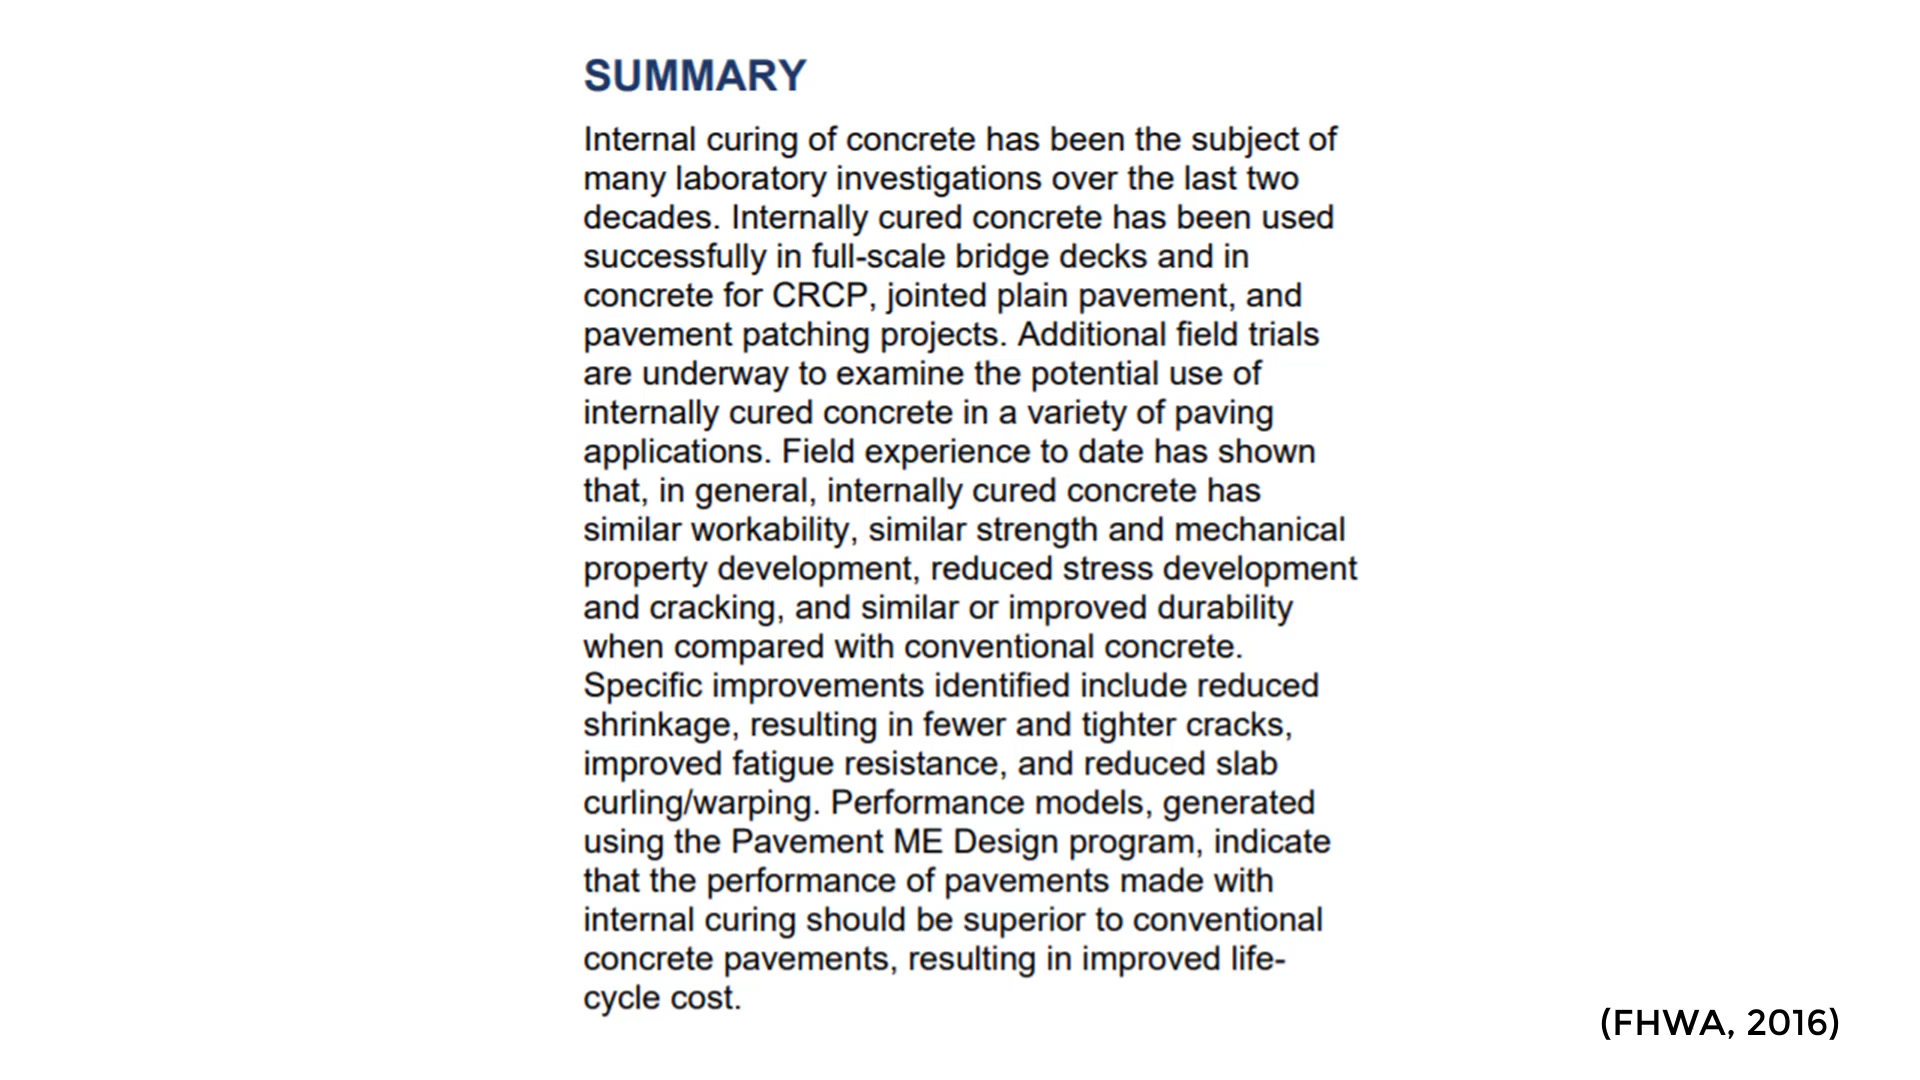 SUMMARY
Internal curing of concrete has been the subject of
many laboratory investigations over the last two
decades. Internally cured concrete has been used
successfully in full-scale bridge decks and in
concrete for CRCP, jointed plain pavement, and
pavement patching projects. Additional field trials
are underway to examine the potential use of
internally cured concrete in a variety of paving
applications. Field experience to date has shown
that, in general, internally cured concrete has
similar workability, similar strength and mechanical
property development, reduced stress development
and cracking, and similar or improved durability
when compared with conventional concrete.
Specific improvements identified include reduced
shrinkage, resulting in fewer and tighter cracks,
improved fatigue resistance, and reduced slab
curling/warping. Performance models, generated
using the Pavement ME Design program, indicate
that the performance of pavements made with
internal curing should be superior to conventional
concrete pavements, resulting in improved life-
cycle cost.
(FHWA, 2016)